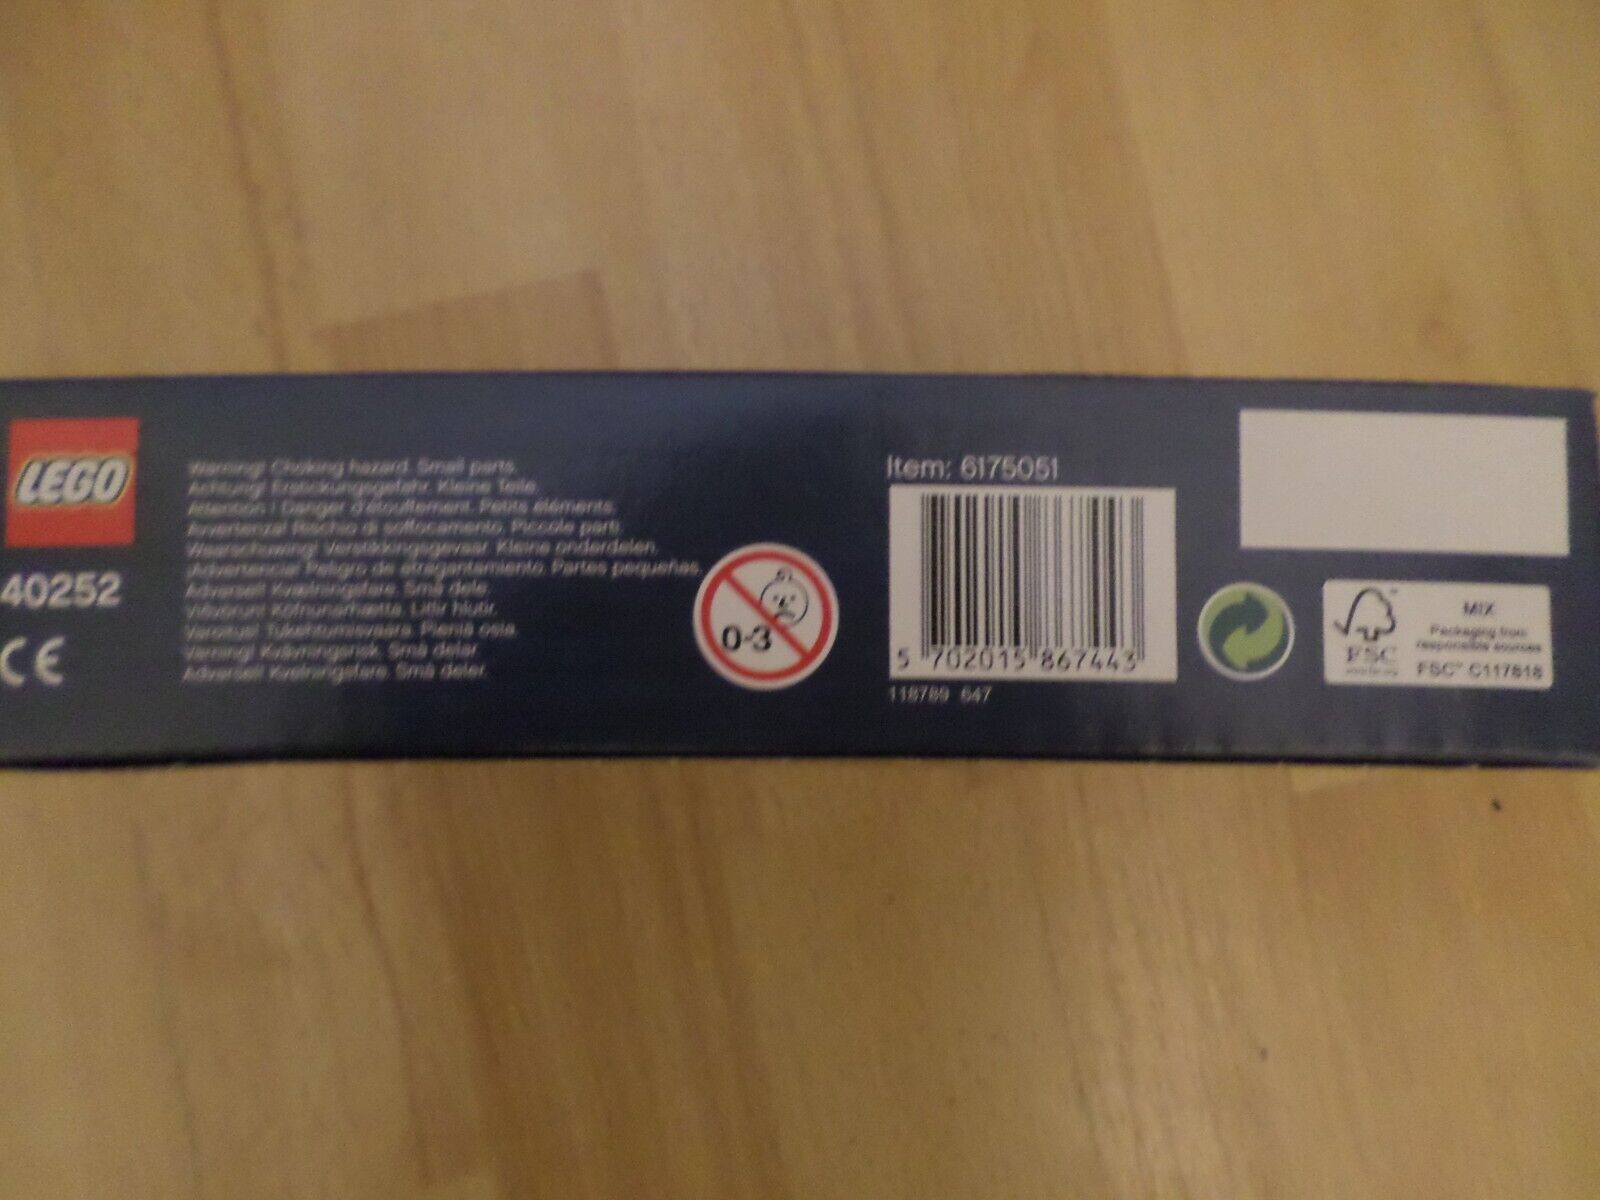 LEGO
40252
CE
Warning! Choking hazard. Small parts.
Achtung! Erstickungsgefahr. Kleine Teile.
Attention ! Danger d'étouffement. Petits éléments.
Avvertenza! Rischio di soffocamento. Piccole parti.
Waarschuwing! Verstikkingsgevaar. Kleine onderdelen.
¡Advertencia! Peligro de atragantamiento. Partes pequeñas.
Advarsel! Kvælningsfare. Små dele.
Viðvörun! Köfnunarhætta. Litlir hlutir.
Varoitus! Tukehtumisvaara. Pieniä osia.
Varning! Kvävningsrisk. Små delar.
Advarsel! Kvelningsfare. Små deler.
0-3
Item: 6175051
5 702015 867443
118789 647
FSC
MIX
Packaging from
responsible sources
FSC™ C117818